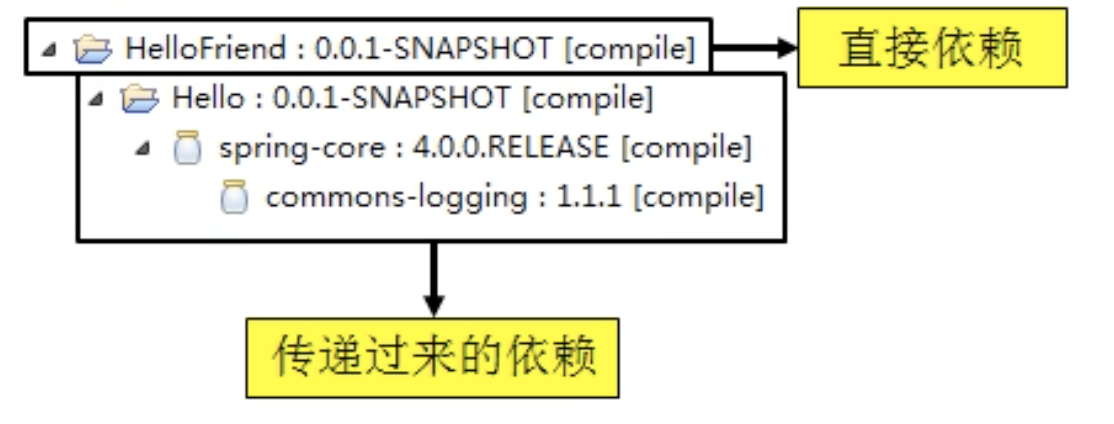 HelloFriend : 0.0.1-SNAPSHOT [compile]
直接依赖
Hello : 0.0.1-SNAPSHOT [compile]
spring-core : 4.0.0.RELEASE [compile]
commons-logging : 1.1.1 [compile]
传递过来的依赖